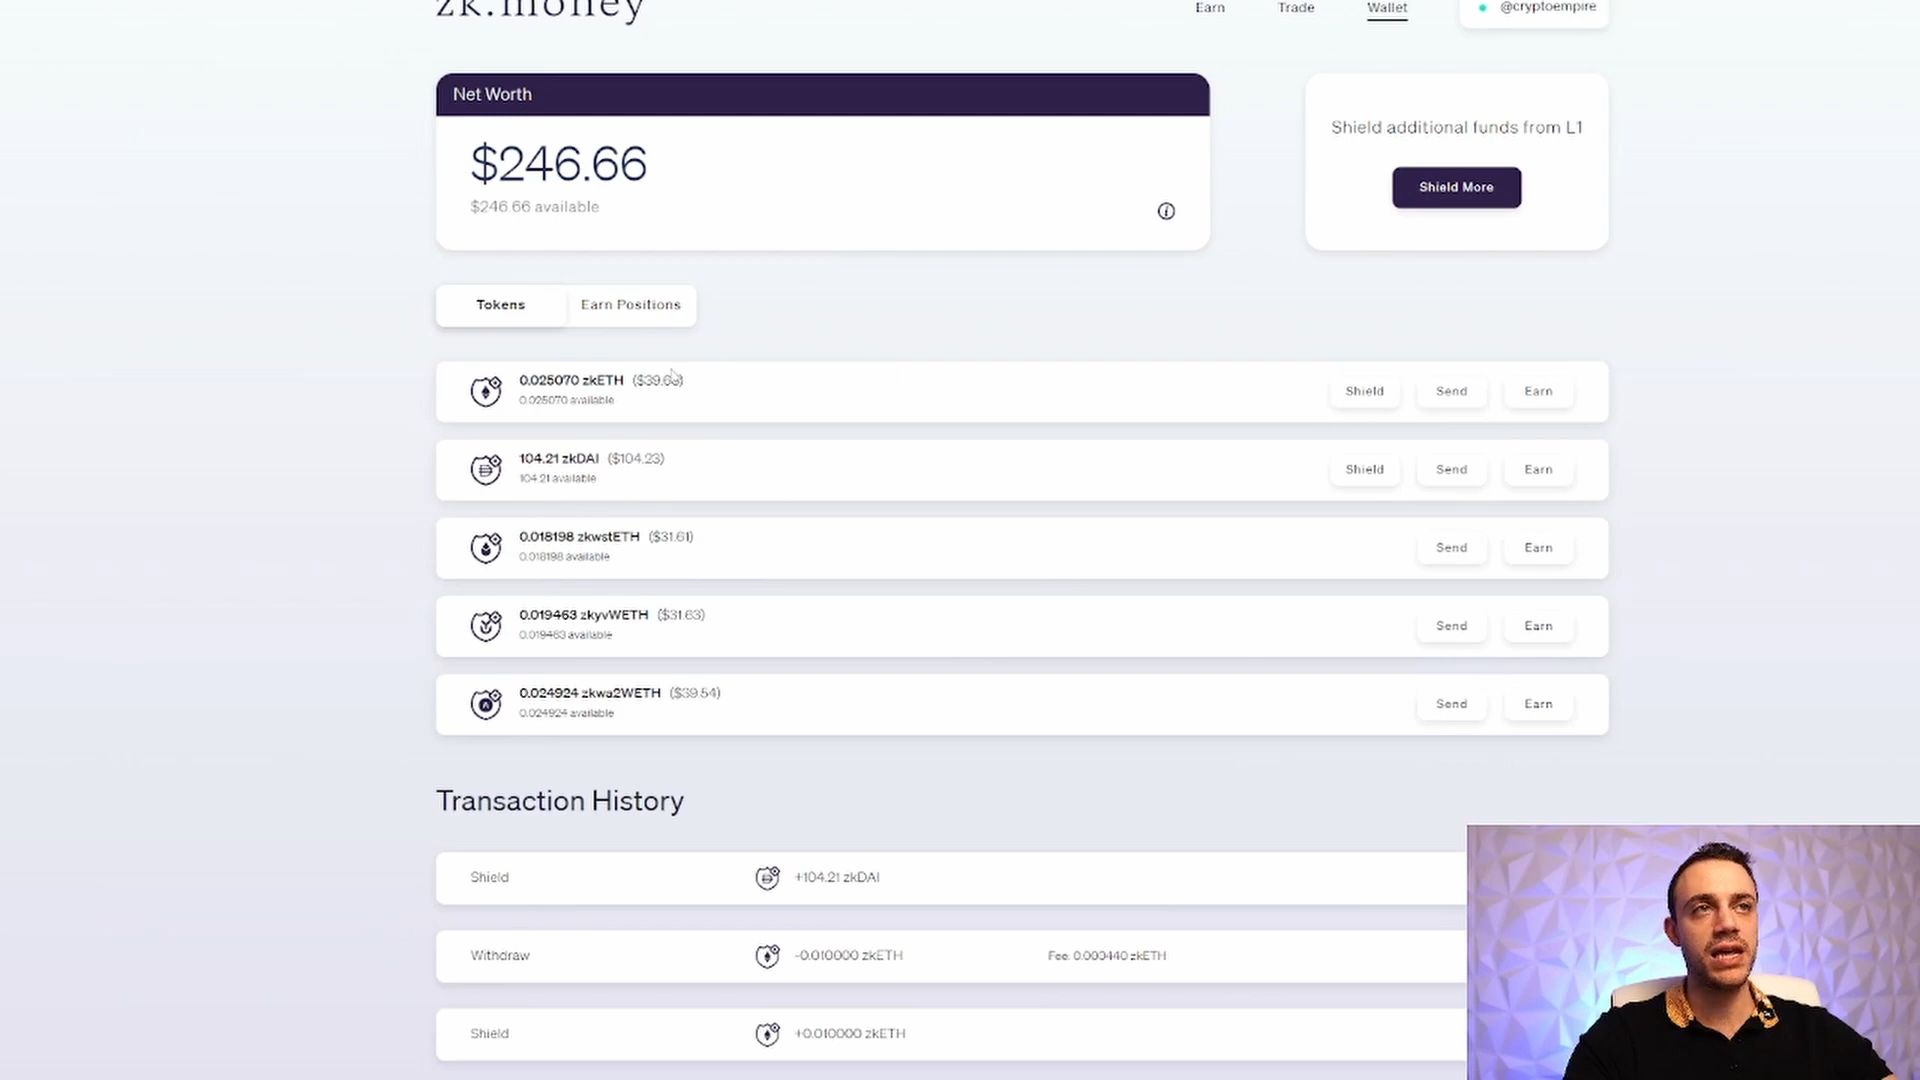 zk.money
Earn Trade Wallet @cryptoempire
Net Worth
$246.66
$246.66 available
Shield additional funds from L1
Shield More
Tokens Earn Positions
0.025070 zkETH
0.025070 available
Shield Send Earn
104.21 zkDAI ($104.23)
104.21 available
Shield Send Earn
0.018198 zkwstETH ($31.61)
0.018198 available
Send Earn
0.019463 zkyvWETH ($31.63)
0.019463 available
Send Earn
0.024924 zkwa2WETH ($39.54)
0.024924 available
Send Earn
Transaction History
Shield +104.21 zkDAI
Withdraw -0.010000 zkETH Fee: 0.000440 zkETH
Shield +0.010000 zkETH